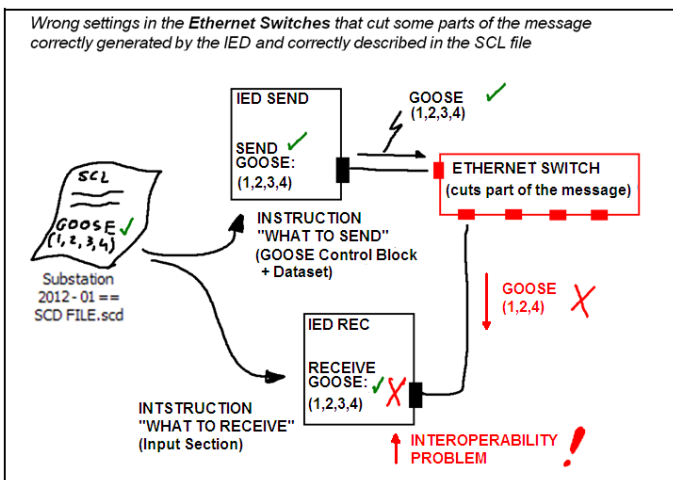 Wrong settings in the Ethernet Switches that cut some parts of the message
correctly generated by the IED and correctly described in the SCL file
IED SEND
SEND
GOOSE:
(1,2,3,4)
GOOSE
(1,2,3,4)
ETHERNET SWITCH
(cuts part of the message)
SCL
GOOSE
(1,2,3,4)
Substation
2012-01 ==
SCD FILE.scd
INSTRUCTION
"WHAT TO SEND"
(GOOSE Control Block
+ Dataset)
GOOSE
(1,2,4)
IED REC
RECEIVE
GOOSE:
(1,2,3,4)
INTSTRUCTION
"WHAT TO RECEIVE"
(Input Section)
INTEROPERABILITY
PROBLEM !